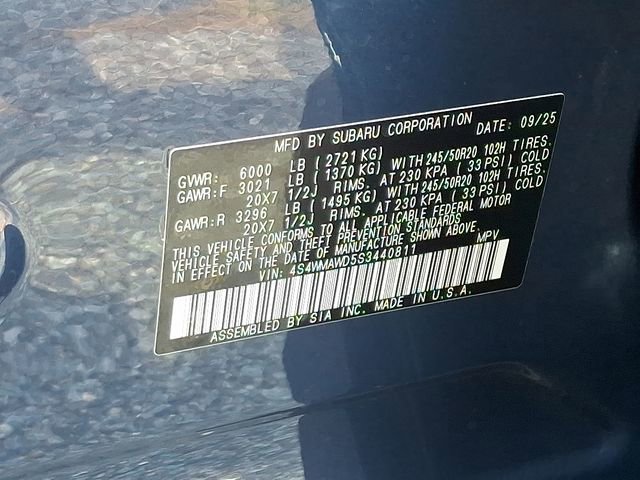 MFD BY SUBARU CORPORATION DATE: 09/25
GVWR: 6000 LB ( 2721 KG)
GAWR:F 3021 LB ( 1370 KG) WITH 245/50R20 102H TIRES.
20X7 1/2J RIMS. AT 230 KPA ( 33 PSI) COLD
GAWR:R 3296 LB ( 1495 KG) WITH 245/50R20 102H TIRES.
20X7 1/2J RIMS. AT 230 KPA ( 33 PSI) COLD
THIS VEHICLE CONFORMS TO ALL APPLICABLE FEDERAL MOTOR
VEHICLE SAFETY AND THEFT PREVENTION STANDARDS
IN EFFECT ON THE DATE OF MANUFACTURE SHOWN ABOVE.
VIN: 4S4WMAWD5S3440811 MPV
ASSEMBLED BY SIA INC. MADE IN U.S.A.